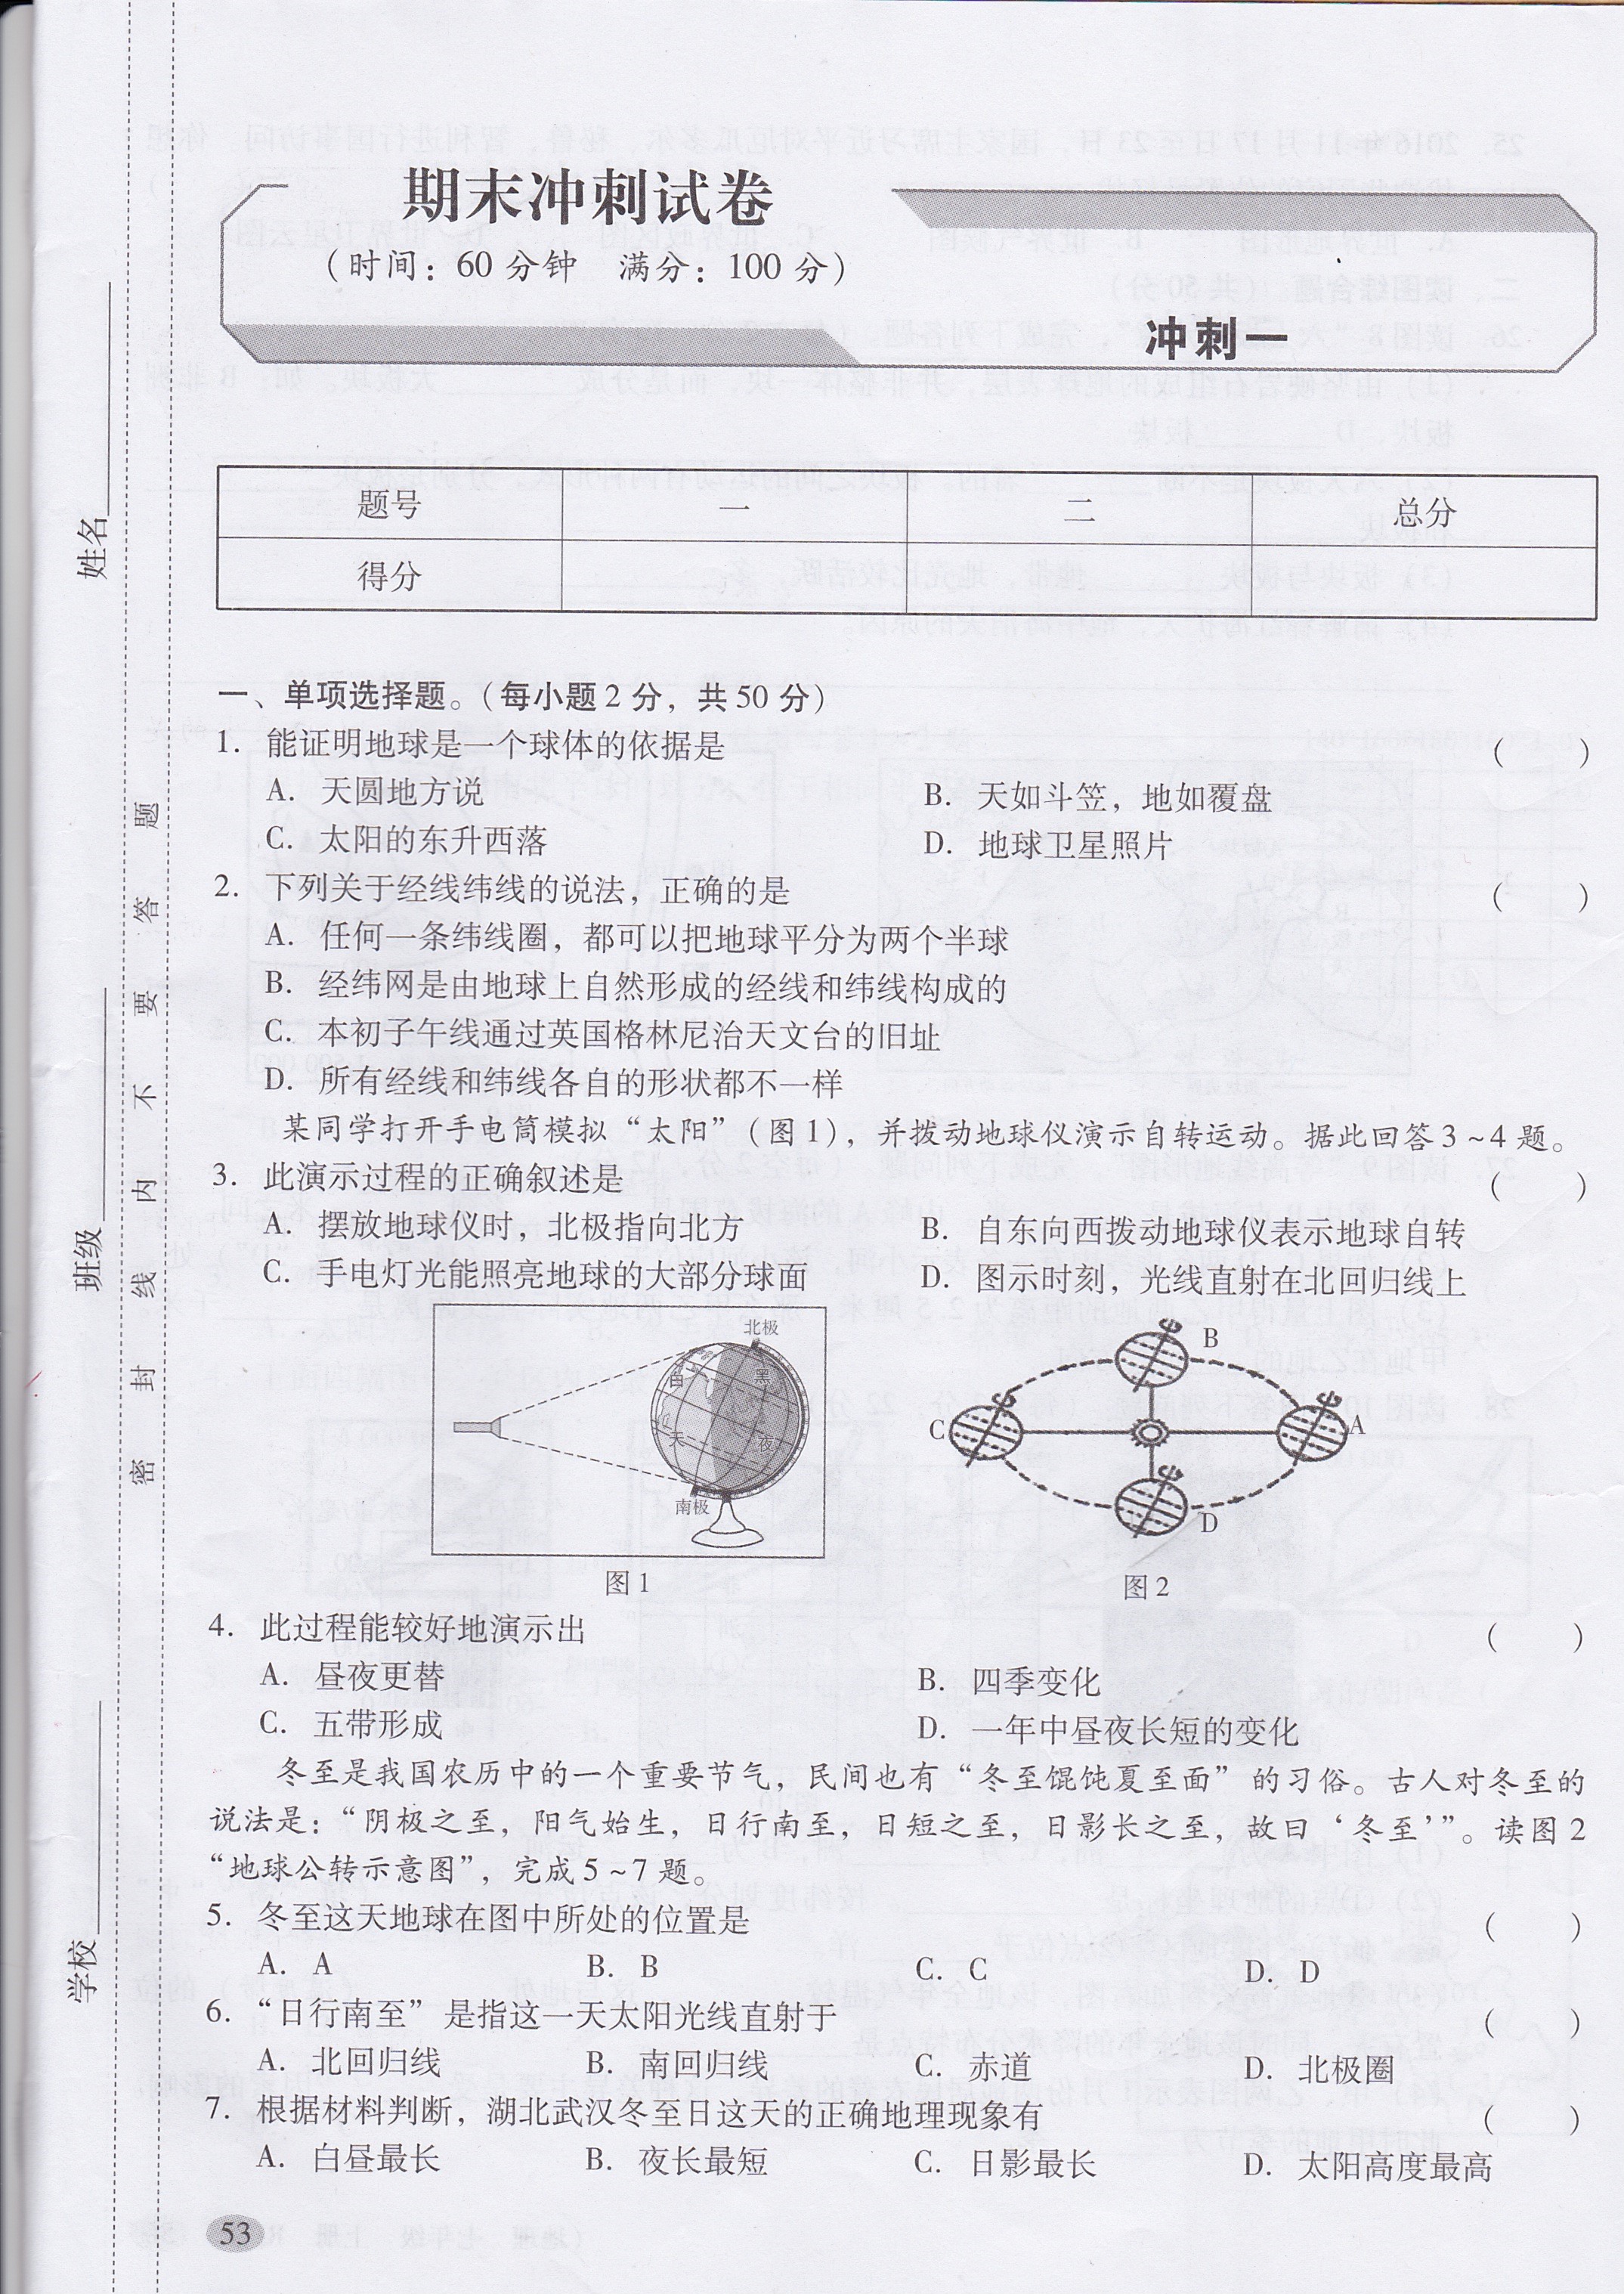 期末冲刺试卷
（时间：60 分钟　满分：100 分）
冲刺一
题号　一　二　总分
得分
一、单项选择题。（每小题 2 分，共 50 分）
1. 能证明地球是一个球体的依据是　（　　）
A. 天圆地方说　B. 天如斗笠，地如覆盘
C. 太阳的东升西落　D. 地球卫星照片
2. 下列关于经线纬线的说法，正确的是　（　　）
A. 任何一条纬线圈，都可以把地球平分为两个半球
B. 经纬网是由地球上自然形成的经线和纬线构成的
C. 本初子午线通过英国格林尼治天文台的旧址
D. 所有经线和纬线各自的形状都不一样
某同学打开手电筒模拟“太阳”（图 1），并拨动地球仪演示自转运动。据此回答 3～4 题。
3. 此演示过程的正确叙述是　（　　）
A. 摆放地球仪时，北极指向北方　B. 自东向西拨动地球仪表示地球自转
C. 手电灯光能照亮地球的大部分球面　D. 图示时刻，光线直射在北回归线上
北极
白
黑
天
夜
南极
图 1
B
C
A
D
图 2
4. 此过程能较好地演示出　（　　）
A. 昼夜更替　B. 四季变化
C. 五带形成　D. 一年中昼夜长短的变化
冬至是我国农历中的一个重要节气，民间也有“冬至馄饨夏至面”的习俗。古人对冬至的
说法是：“阴极之至，阳气始生，日行南至，日短之至，日影长之至，故曰‘冬至’”。读图 2
“地球公转示意图”，完成 5～7 题。
5. 冬至这天地球在图中所处的位置是　（　　）
A. A　B. B　C. C　D. D
6. “日行南至”是指这一天太阳光线直射于　（　　）
A. 北回归线　B. 南回归线　C. 赤道　D. 北极圈
7. 根据材料判断，湖北武汉冬至日这天的正确地理现象有　（　　）
A. 白昼最长　B. 夜长最短　C. 日影最长　D. 太阳高度最高
53
姓名
班级
学校
密　封　线　内　不　要　答　题